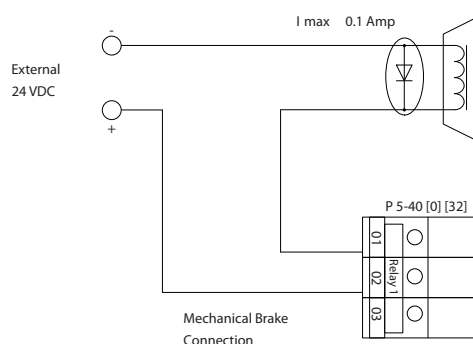 I max 0.1 Amp
-
External
24 VDC
+
P 5-40 [0] [32]
01
02
03
Relay 1
Mechanical Brake
Connection